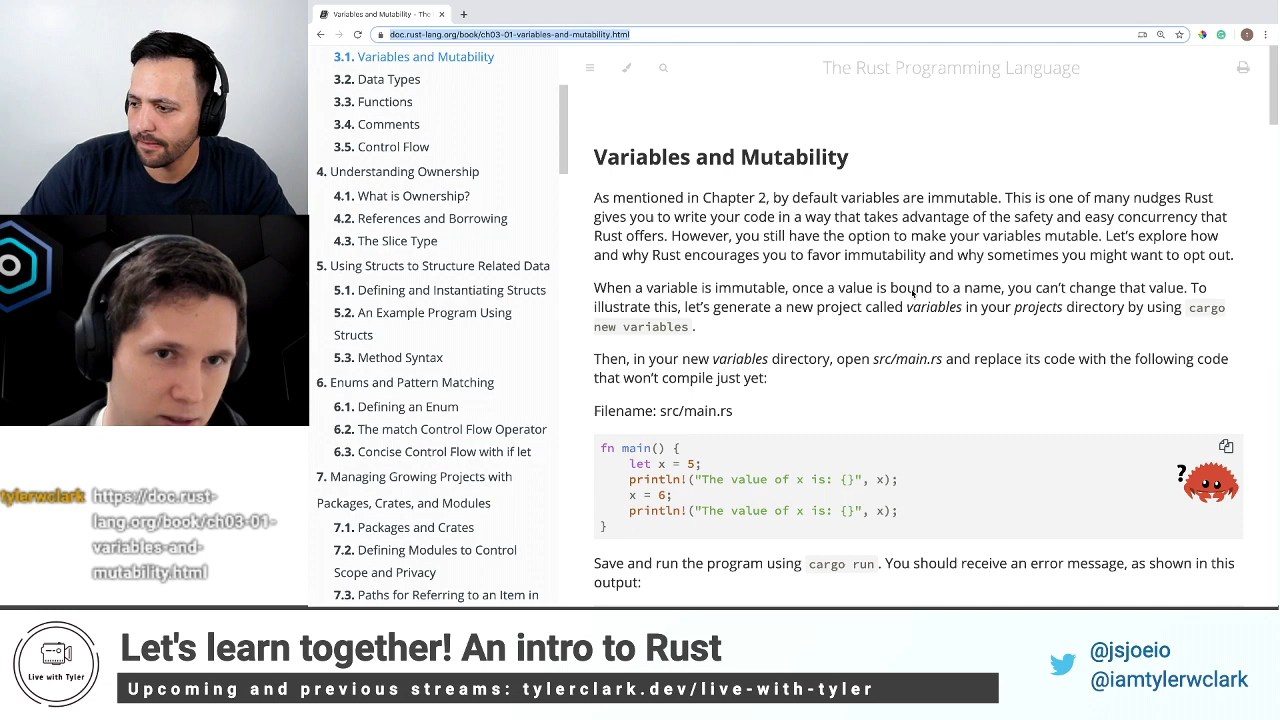 Variables and Mutability - The
doc.rust-lang.org/book/ch03-01-variables-and-mutability.html
3.1. Variables and Mutability
3.2. Data Types
3.3. Functions
3.4. Comments
3.5. Control Flow
4. Understanding Ownership
4.1. What is Ownership?
4.2. References and Borrowing
4.3. The Slice Type
5. Using Structs to Structure Related Data
5.1. Defining and Instantiating Structs
5.2. An Example Program Using
Structs
5.3. Method Syntax
6. Enums and Pattern Matching
6.1. Defining an Enum
6.2. The match Control Flow Operator
6.3. Concise Control Flow with if let
7. Managing Growing Projects with
Packages, Crates, and Modules
7.1. Packages and Crates
7.2. Defining Modules to Control
Scope and Privacy
7.3. Paths for Referring to an Item in
The Rust Programming Language
Variables and Mutability
As mentioned in Chapter 2, by default variables are immutable. This is one of many nudges Rust
gives you to write your code in a way that takes advantage of the safety and easy concurrency that
Rust offers. However, you still have the option to make your variables mutable. Let's explore how
and why Rust encourages you to favor immutability and why sometimes you might want to opt out.
When a variable is immutable, once a value is bound to a name, you can't change that value. To
illustrate this, let's generate a new project called variables in your projects directory by using cargo
new variables.
Then, in your new variables directory, open src/main.rs and replace its code with the following code
that won't compile just yet:
Filename: src/main.rs
fn main() {
let x = 5;
println!("The value of x is: {}", x);
x = 6;
println!("The value of x is: {}", x);
}
?
Save and run the program using cargo run. You should receive an error message, as shown in this
output:
tylerwclark https://doc.rust-
lang.org/book/ch03-01-
variables-and-
mutability.html
Live with Tyler
Let's learn together! An intro to Rust
Upcoming and previous streams: tylerclark.dev/live-with-tyler
@jsjoeio
@iamtylerwclark